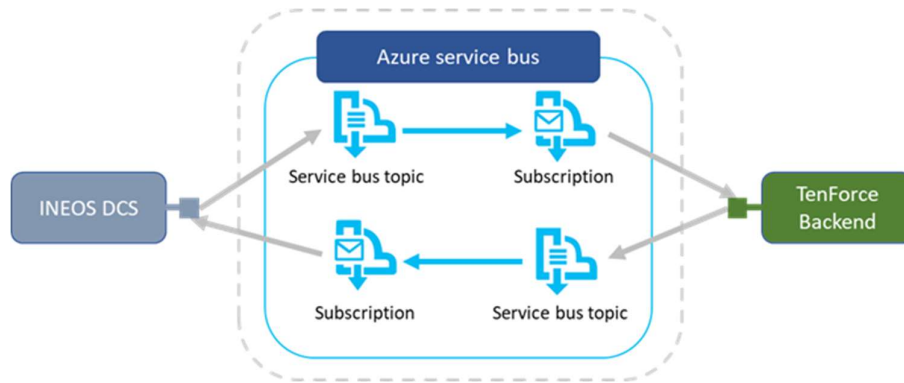 Azure service bus
Service bus topic
Subscription
INEOS DCS
TenForce
Backend
Subscription
Service bus topic